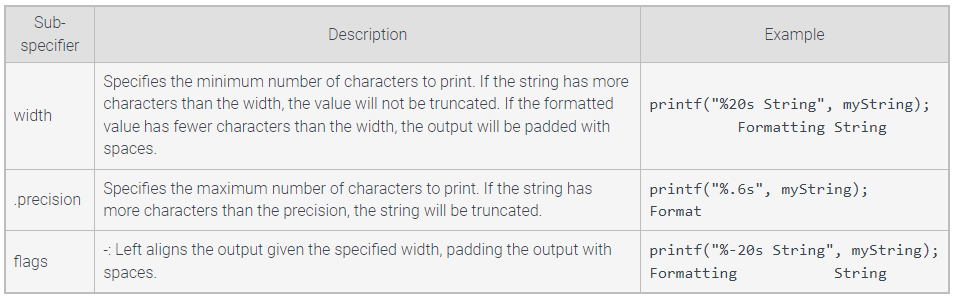 Sub-
specifier
Description
Example
width
Specifies the minimum number of characters to print. If the string has more
characters than the width, the value will not be truncated. If the formatted
value has fewer characters than the width, the output will be padded with
spaces.
printf("%20s String", myString);
          Formatting String
.precision
Specifies the maximum number of characters to print. If the string has
more characters than the precision, the string will be truncated.
printf("%.6s", myString);
Format
flags
-: Left aligns the output given the specified width, padding the output with
spaces.
printf("%-20s String", myString);
Formatting           String